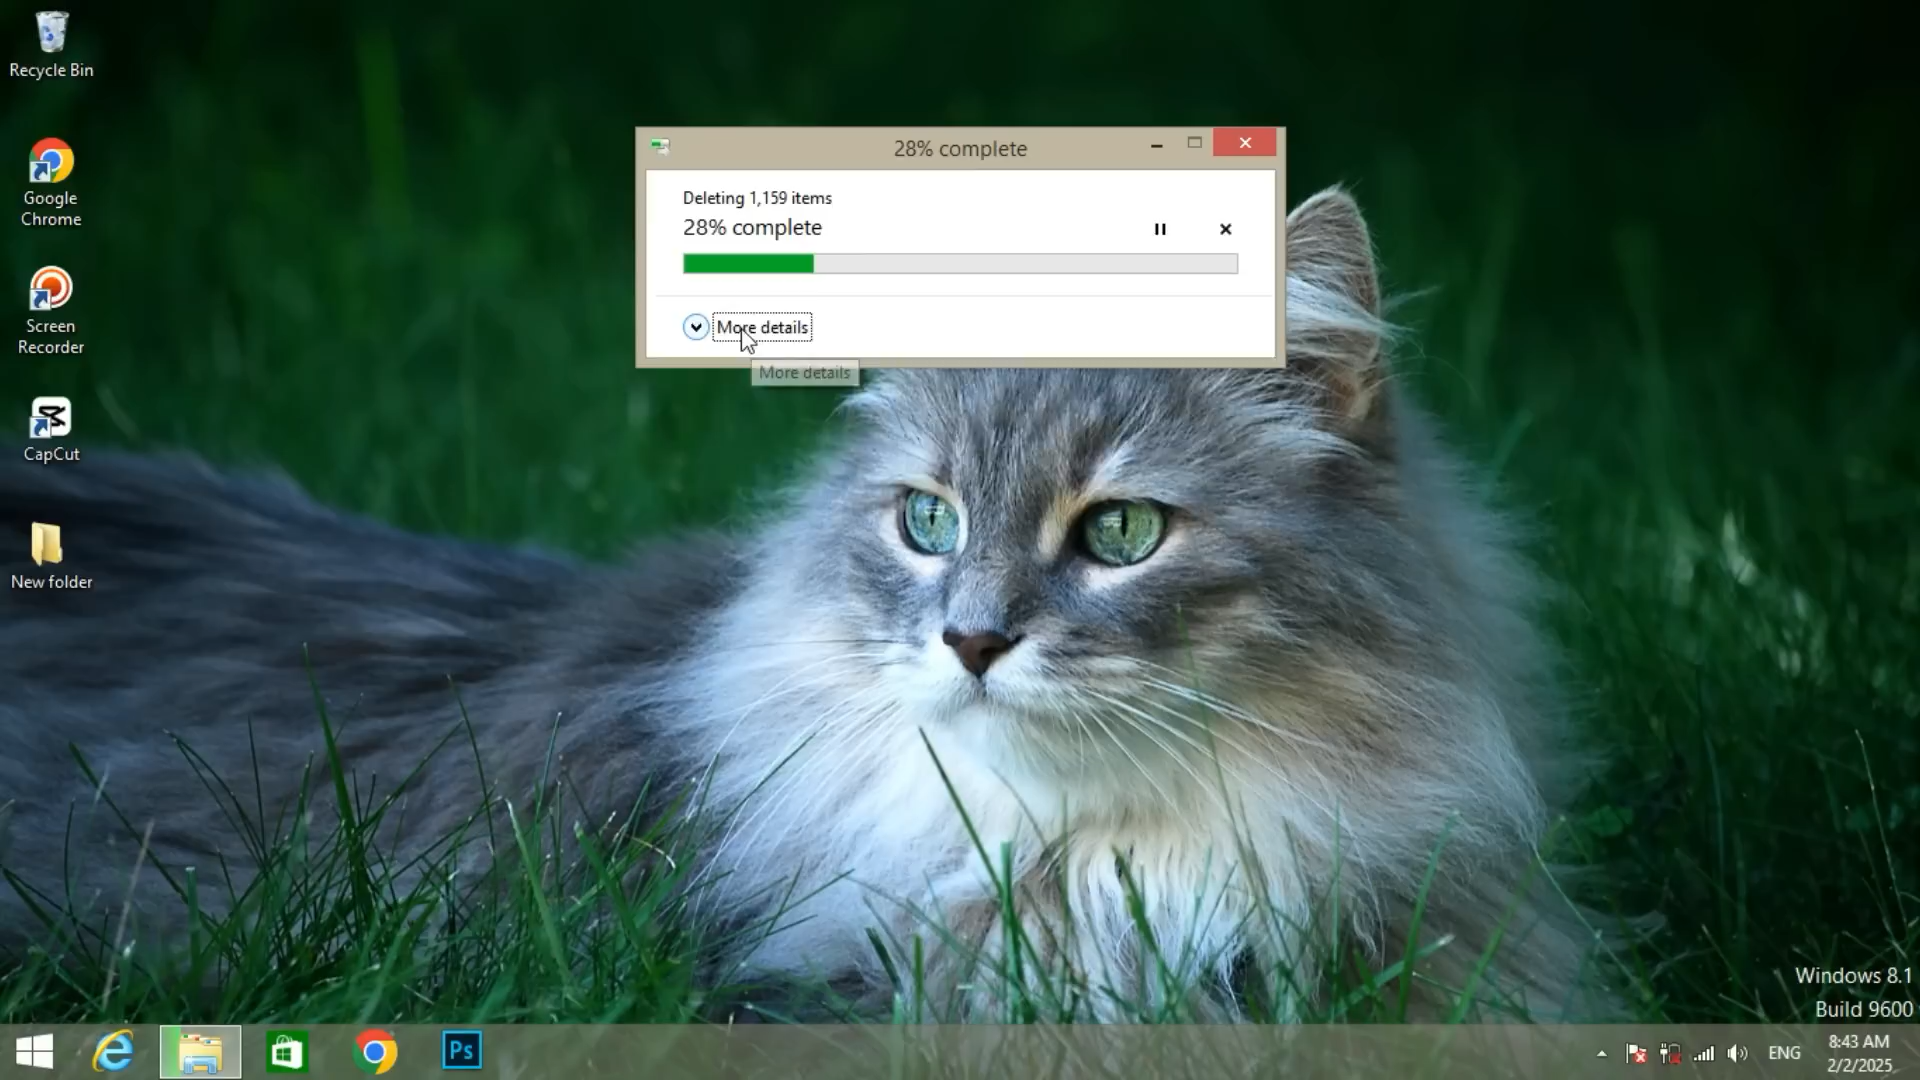 Recycle Bin
Google
Chrome
Screen
Recorder
CapCut
New folder
28% complete
Deleting 1,159 items
28% complete
More details
More details
Windows 8.1
Build 9600
Ps
ENG
8:43 AM
2/2/2025